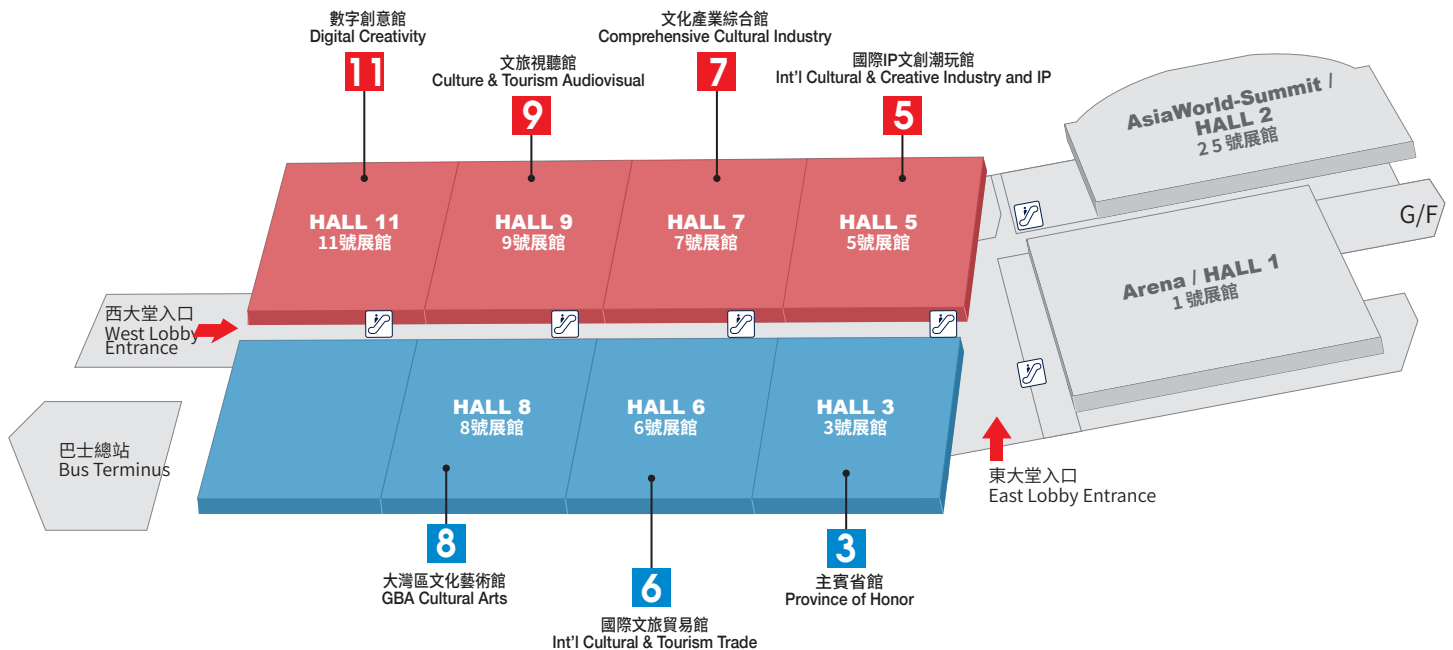 數字創意館
Digital Creativity
11
文旅視聽館
Culture & Tourism Audiovisual
9
文化產業綜合館
Comprehensive Cultural Industry
7
國際IP文創潮玩館
Int'l Cultural & Creative Industry and IP
5
AsiaWorld-Summit /
HALL 2
2 5 號展館
G/F
HALL 11
11號展館
HALL 9
9號展館
HALL 7
7號展館
HALL 5
5號展館
Arena / HALL 1
1 號展館
西大堂入口
West Lobby
Entrance
HALL 8
8號展館
HALL 6
6號展館
HALL 3
3號展館
巴士總站
Bus Terminus
東大堂入口
East Lobby Entrance
8
大灣區文化藝術館
GBA Cultural Arts
6
國際文旅貿易館
Int'l Cultural & Tourism Trade
3
主賓省館
Province of Honor